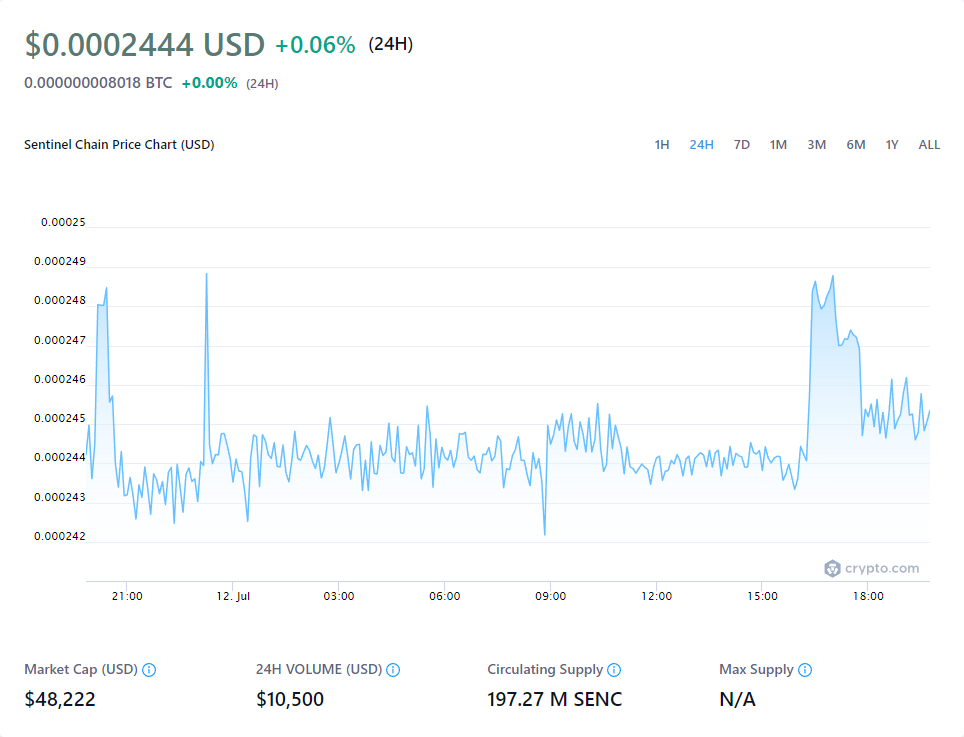 $0.0002444 USD +0.06% (24H)
0.000000008018 BTC +0.00% (24H)
Sentinel Chain Price Chart (USD) 1H 24H 7D 1M 3M 6M 1Y ALL
0.00025
0.000249
0.000248
0.000247
0.000246
0.000245
0.000244
0.000243
0.000242
crypto.com
21:00 12. Jul 03:00 06:00 09:00 12:00 15:00 18:00
Market Cap (USD) 24H VOLUME (USD) Circulating Supply Max Supply
$48,222 $10,500 197.27 M SENC N/A